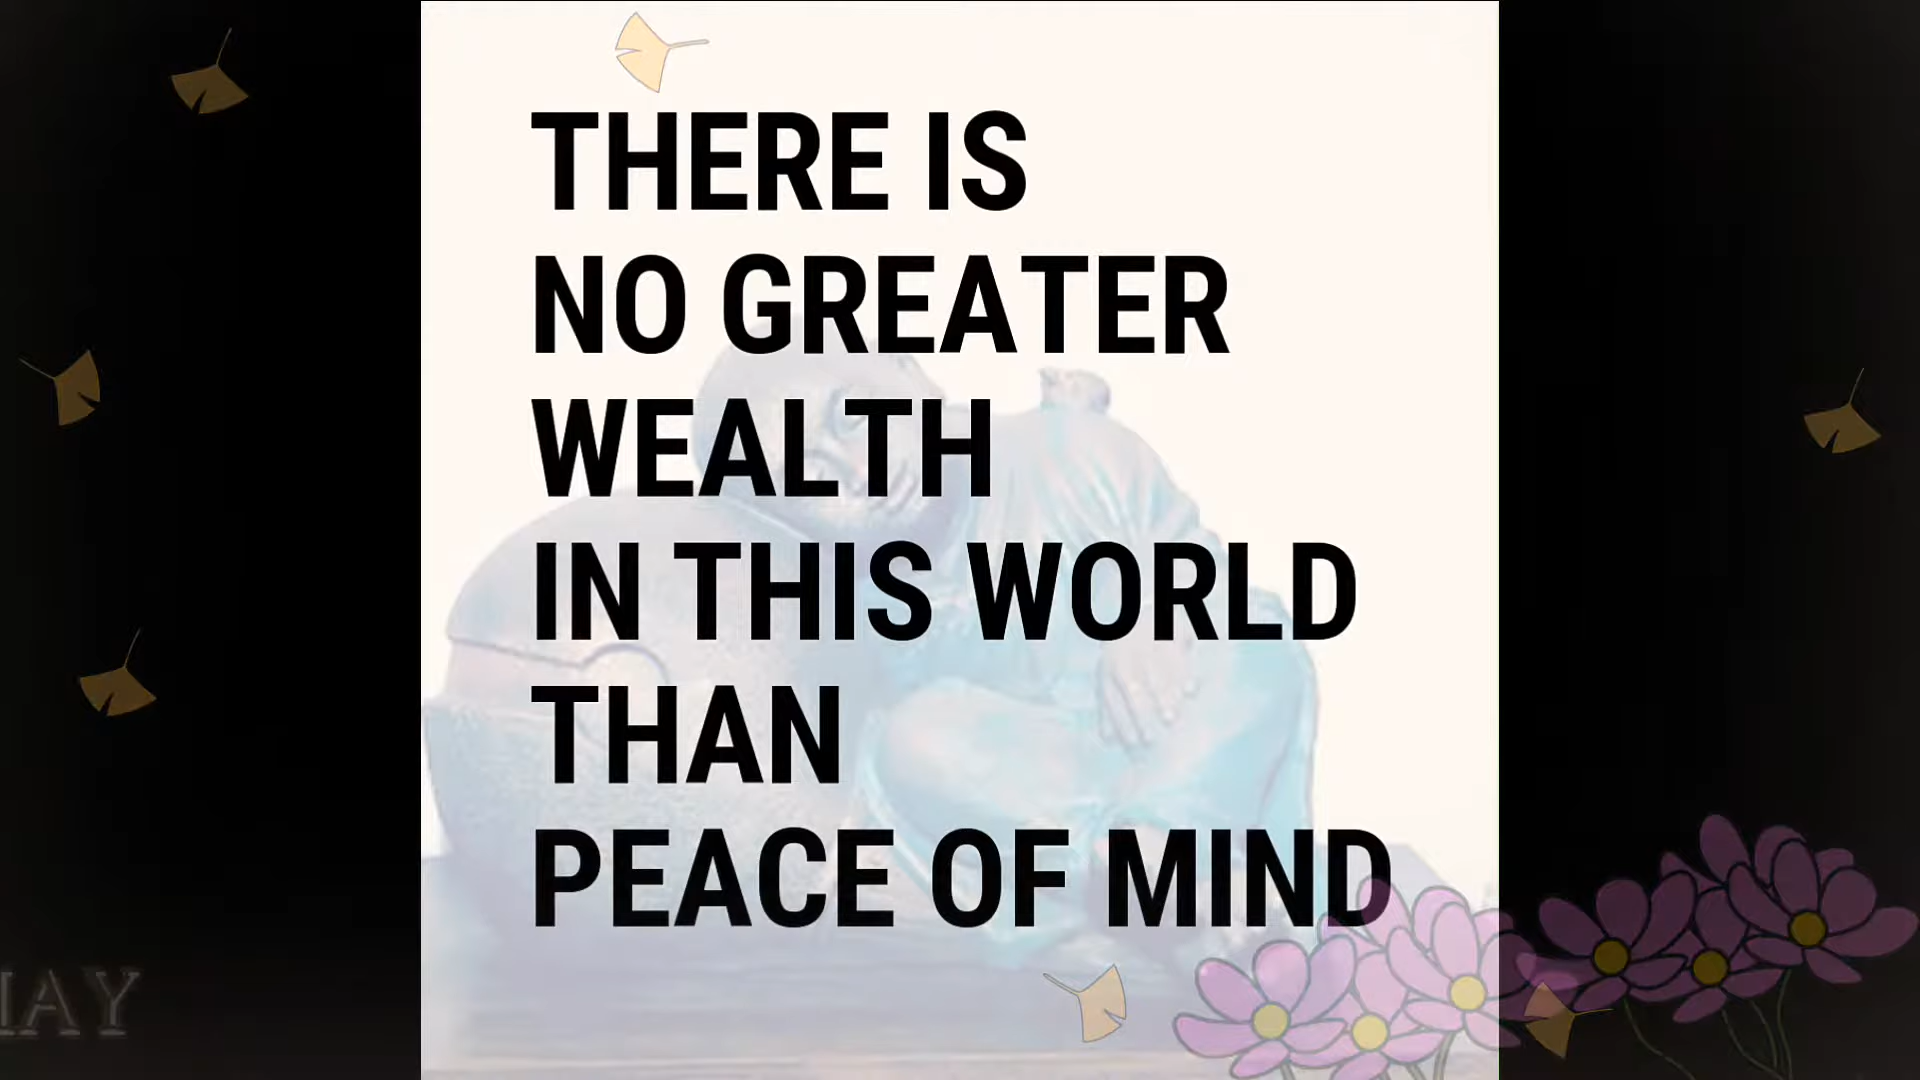 THERE IS
NO GREATER
WEALTH
IN THIS WORLD
THAN
PEACE OF MIND